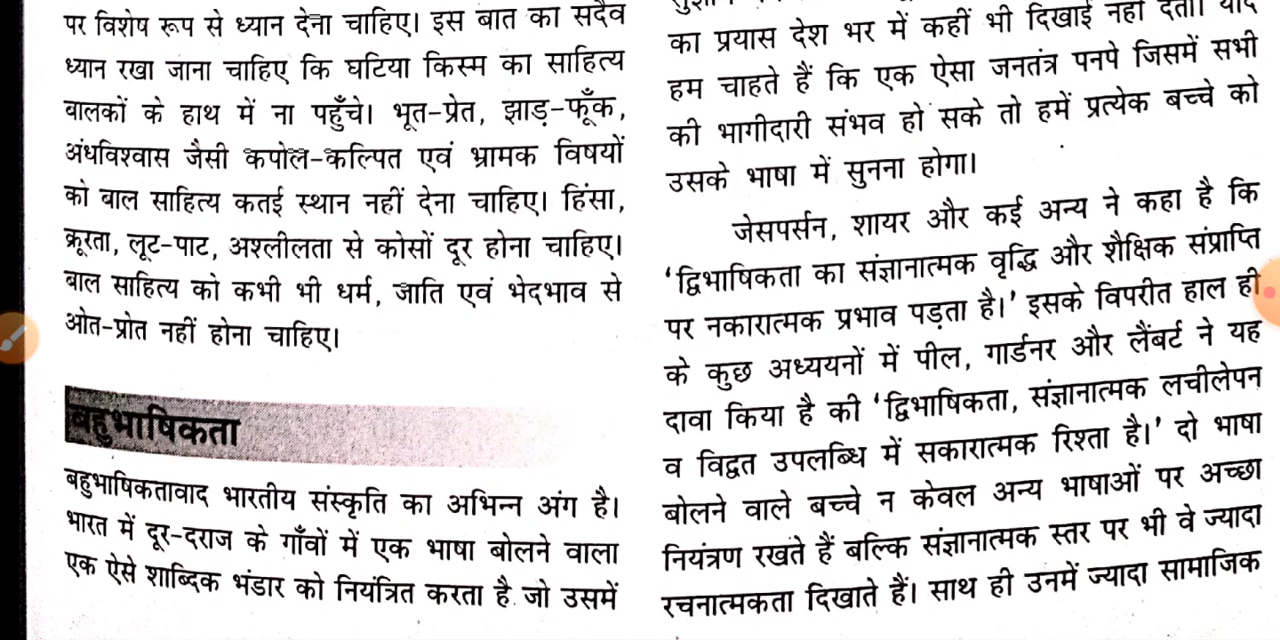 पर विशेष रूप से ध्यान देना चाहिए। इस बात का सदैव
ध्यान रखा जाना चाहिए कि घटिया किस्म का साहित्य
बालकों के हाथ में ना पहुँचे। भूत-प्रेत, झाड़-फूँक,
अंधविश्वास जैसी कपोल-कल्पित एवं भ्रामक विषयों
को बाल साहित्य कतई स्थान नहीं देना चाहिए। हिंसा,
क्रूरता, लूट-पाट, अश्लीलता से कोसों दूर होना चाहिए।
बाल साहित्य को कभी भी धर्म, जाति एवं भेदभाव से
ओत-प्रोत नहीं होना चाहिए।
बहुभाषिकता
बहुभाषिकतावाद भारतीय संस्कृति का अभिन्न अंग है।
भारत में दूर-दराज के गाँवों में एक भाषा बोलने वाला
एक ऐसे शाब्दिक भंडार को नियंत्रित करता है जो उसमें
का प्रयास देश भर में कहीं भी दिखाई नहीं देता।
हम चाहते हैं कि एक ऐसा जनतंत्र पनपे जिसमें सभी
की भागीदारी संभव हो सके तो हमें प्रत्येक बच्चे को
उसके भाषा में सुनना होगा।
जेसपर्सन, शायर और कई अन्य ने कहा है कि
‘द्विभाषिकता का संज्ञानात्मक वृद्धि और शैक्षिक संप्राप्ति
पर नकारात्मक प्रभाव पड़ता है।’ इसके विपरीत हाल ही
के कुछ अध्ययनों में पील, गार्डनर और लैंबर्ट ने यह
दावा किया है की ‘द्विभाषिकता, संज्ञानात्मक लचीलेपन
व विद्वत उपलब्धि में सकारात्मक रिश्ता है।’ दो भाषा
बोलने वाले बच्चे न केवल अन्य भाषाओं पर अच्छा
नियंत्रण रखते हैं बल्कि संज्ञानात्मक स्तर पर भी वे ज्यादा
रचनात्मकता दिखाते हैं। साथ ही उनमें ज्यादा सामाजिक